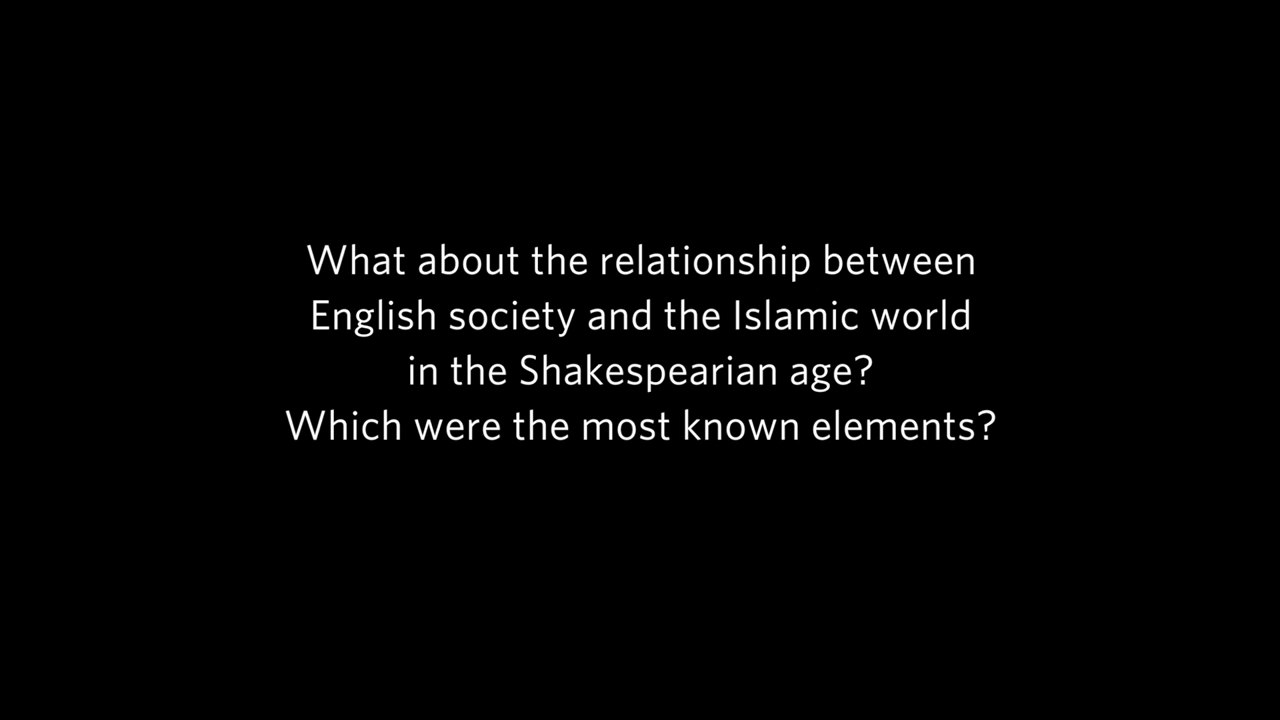 What about the relationship between
English society and the Islamic world
in the Shakespearian age?
Which were the most known elements?